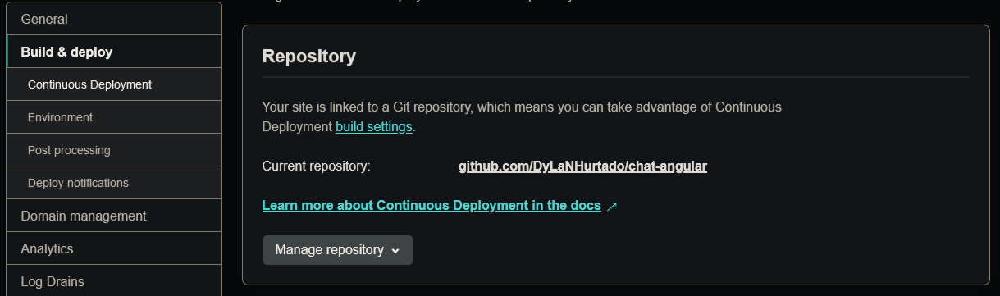 General
Build & deploy
Continuous Deployment
Environment
Post processing
Deploy notifications
Domain management
Analytics
Log Drains
Repository
Your site is linked to a Git repository, which means you can take advantage of Continuous
Deployment build settings.
Current repository: github.com/DyLaNHurtado/chat-angular
Learn more about Continuous Deployment in the docs ↗
Manage repository